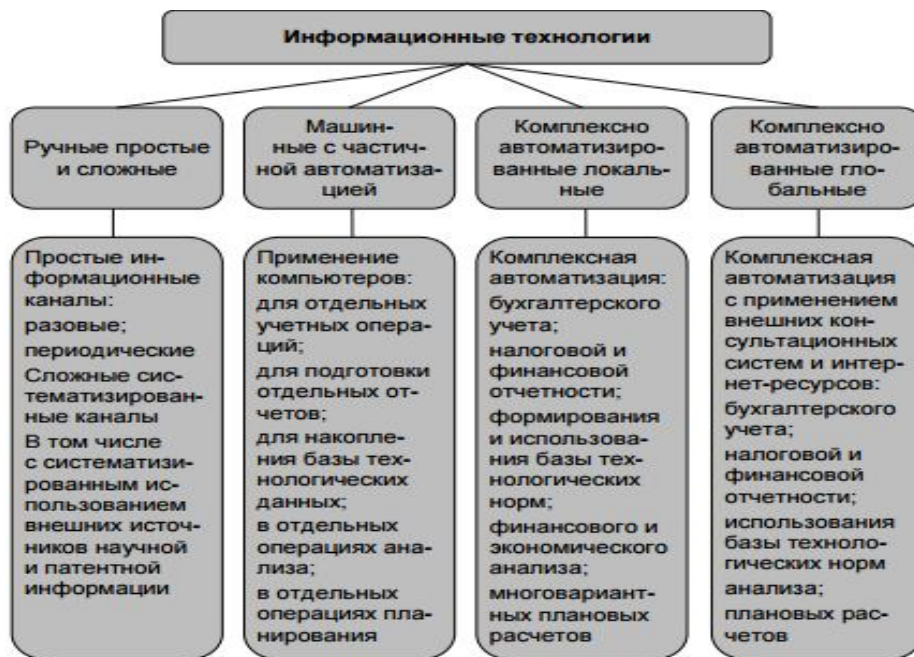 Информационные технологии
Ручные простые
и сложные
Машин-
ные с частич-
ной автоматиза-
цией
Комплексно
автоматизиро-
ванные локаль-
ные
Комплексно
автоматизиро-
ванные гло-
бальные
Простые ин-
формационные
каналы:
разовые;
периодические
Сложные сис-
тематизирован-
ные каналы
В том числе
с систематизи-
рованным ис-
пользованием
внешних источ-
ников научной
и патентной
информации
Применение
компьютеров:
для отдельных
учетных опера-
ций;
для подготовки
отдельных от-
четов;
для накопле-
ния базы тех-
нологических
данных;
в отдельных
операциях ана-
лиза;
в отдельных
операциях пла-
нирования
Комплексная
автоматизация:
бухгалтерского
учета;
налоговой и
финансовой
отчетности;
формирования
и использова-
ния базы тех-
нологических
норм;
финансового и
экономического
анализа;
многовариант-
ных плановых
расчетов
Комплексная
автоматизация
с применением
внешних кон-
сультационных
систем и интер-
нет-ресурсов:
бухгалтерского
учета;
налоговой и
финансовой
отчетности;
использования
базы техноло-
гических норм
анализа;
плановых рас-
четов